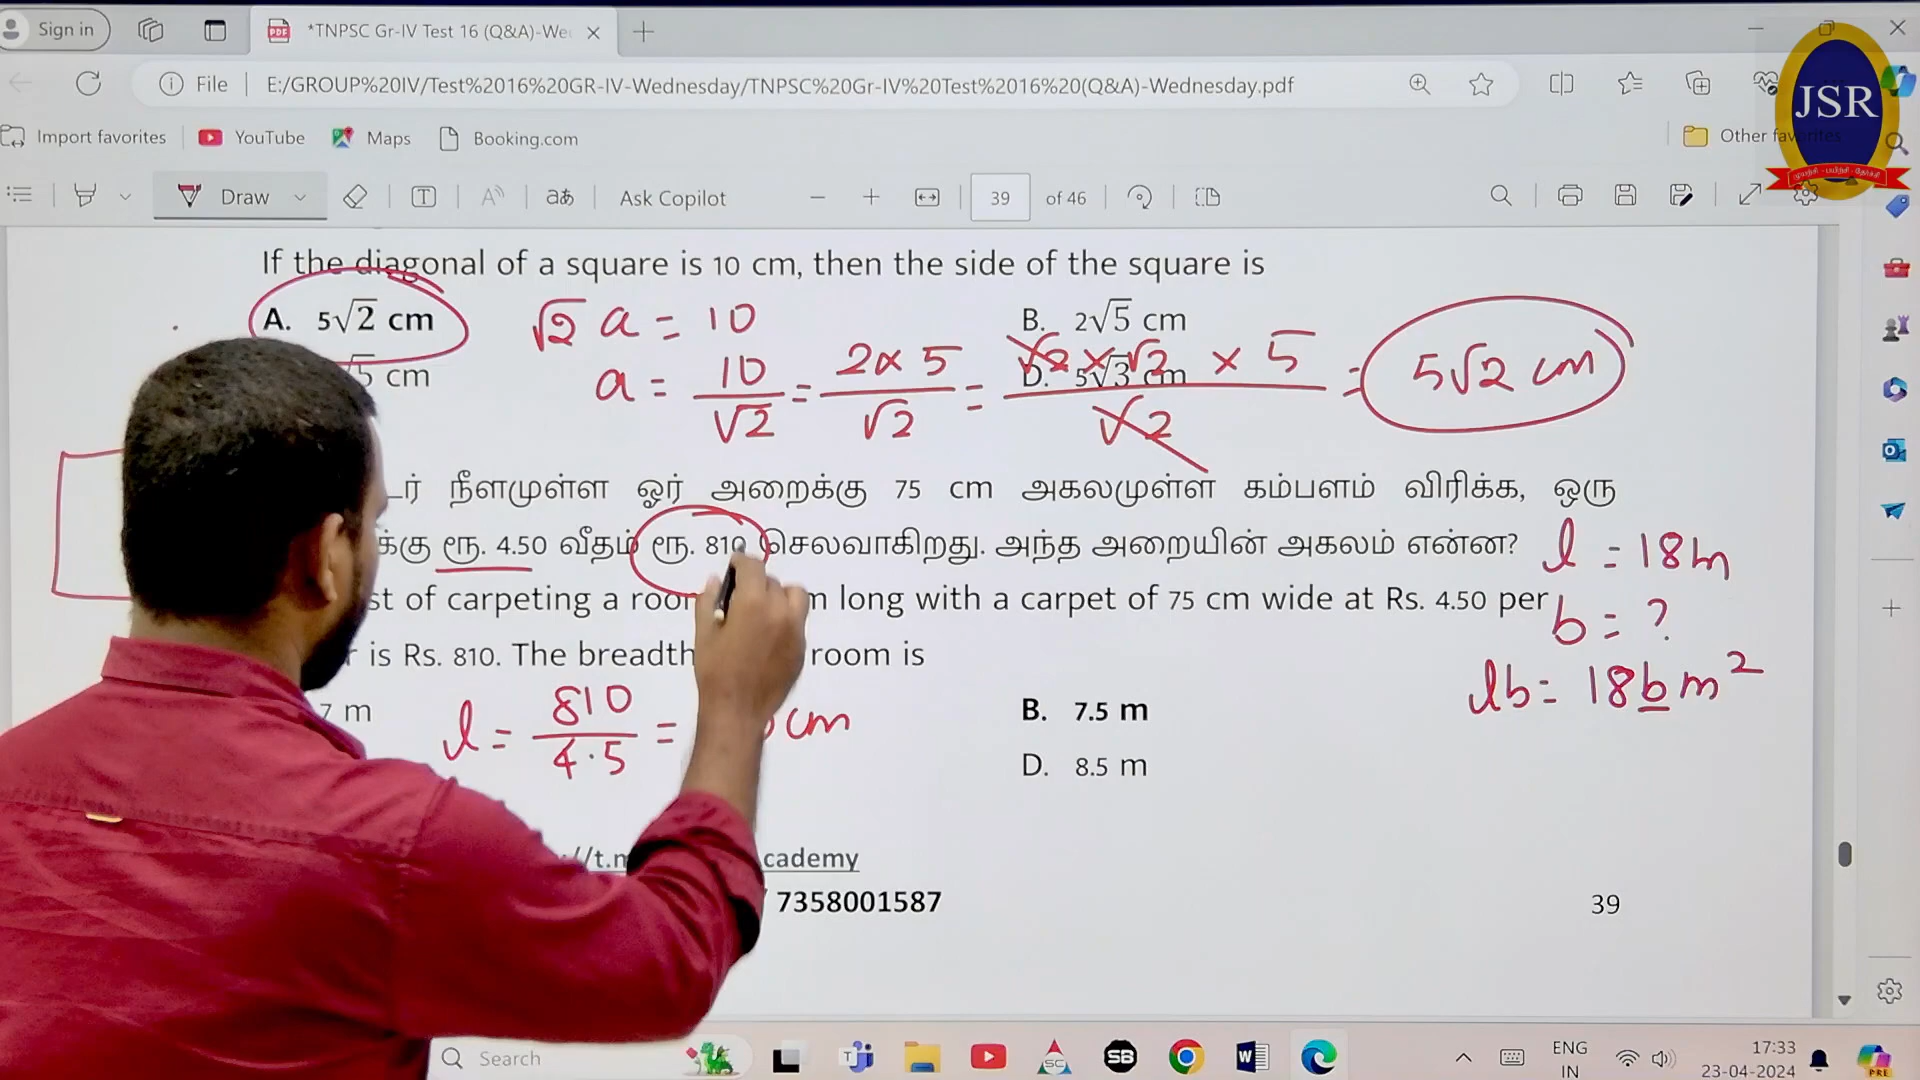 Sign in
*TNPSC Gr-IV Test 16 (Q&A)-We
File E:/GROUP%20IV/Test%2016%20GR-IV-Wednesday/TNPSC%20Gr-IV%20Test%2016%20(Q&A)-Wednesday.pdf
JSR
Import favorites YouTube Maps Booking.com Other favorites
முயற்சி - பயிற்சி - தேர்ச்சி
Draw Ask Copilot 39 of 46
If the diagonal of a square is 10 cm, then the side of the square is
A. 5√2 cm √2 a = 10 B. 2√5 cm
√5 cm D. 5√3 cm
a = 10/√2 = 2×5/√2 = √2×√2×5/√2 = 5√2 cm
டர் நீளமுள்ள ஓர் அறைக்கு 75 cm அகலமுள்ள கம்பளம் விரிக்க, ஒரு
க்கு ரூ. 4.50 வீதம் ரூ. 810 செலவாகிறது. அந்த அறையின் அகலம் என்ன? l = 18m
st of carpeting a room long with a carpet of 75 cm wide at Rs. 4.50 per b = ?
is Rs. 810. The breadth room is
lb = 18b m²
7 m B. 7.5 m
l = 810/4.5 = cm
D. 8.5 m
cademy
7358001587
39
Search
ENG
IN
17:33
23-04-2024